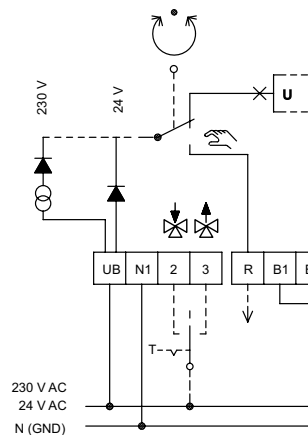 230 V
24 V
U
UB N1 2 3 R B1
T
230 V AC
24 V AC
N (GND)